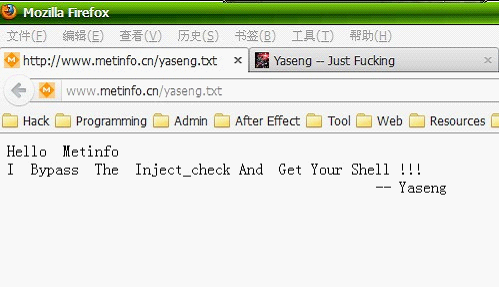 Mozilla Firefox
文件(F) 编辑(E) 查看(V) 历史(S) 书签(B) 工具(T) 帮助(H)
http://www.metinfo.cn/yaseng.txt × Yaseng -- Just Fucking
www.metinfo.cn/yaseng.txt
Hack Programming Admin After Effect Tool Web Resources
Hello Metinfo
I Bypass The Inject_check And Get Your Shell !!!
-- Yaseng